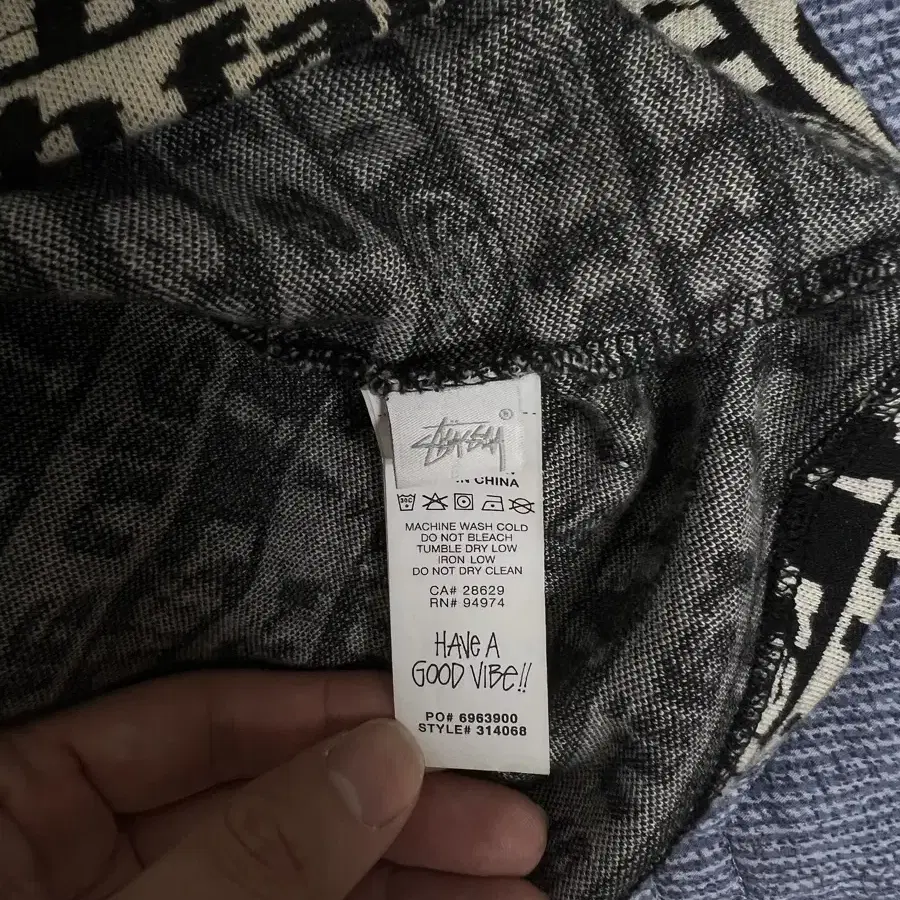 Stüssy ®
IN CHINA
30C
MACHINE WASH COLD
DO NOT BLEACH
TUMBLE DRY LOW
IRON LOW
DO NOT DRY CLEAN
CA# 28629
RN# 94974
HAVE A
GOOD VIBE!!
PO# 6963900
STYLE# 314068